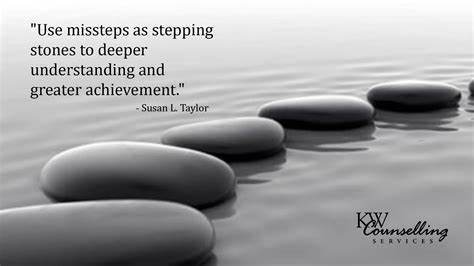 "Use missteps as stepping
stones to deeper
understanding and
greater achievement."
- Susan L. Taylor
KW
Counselling
SERVICES